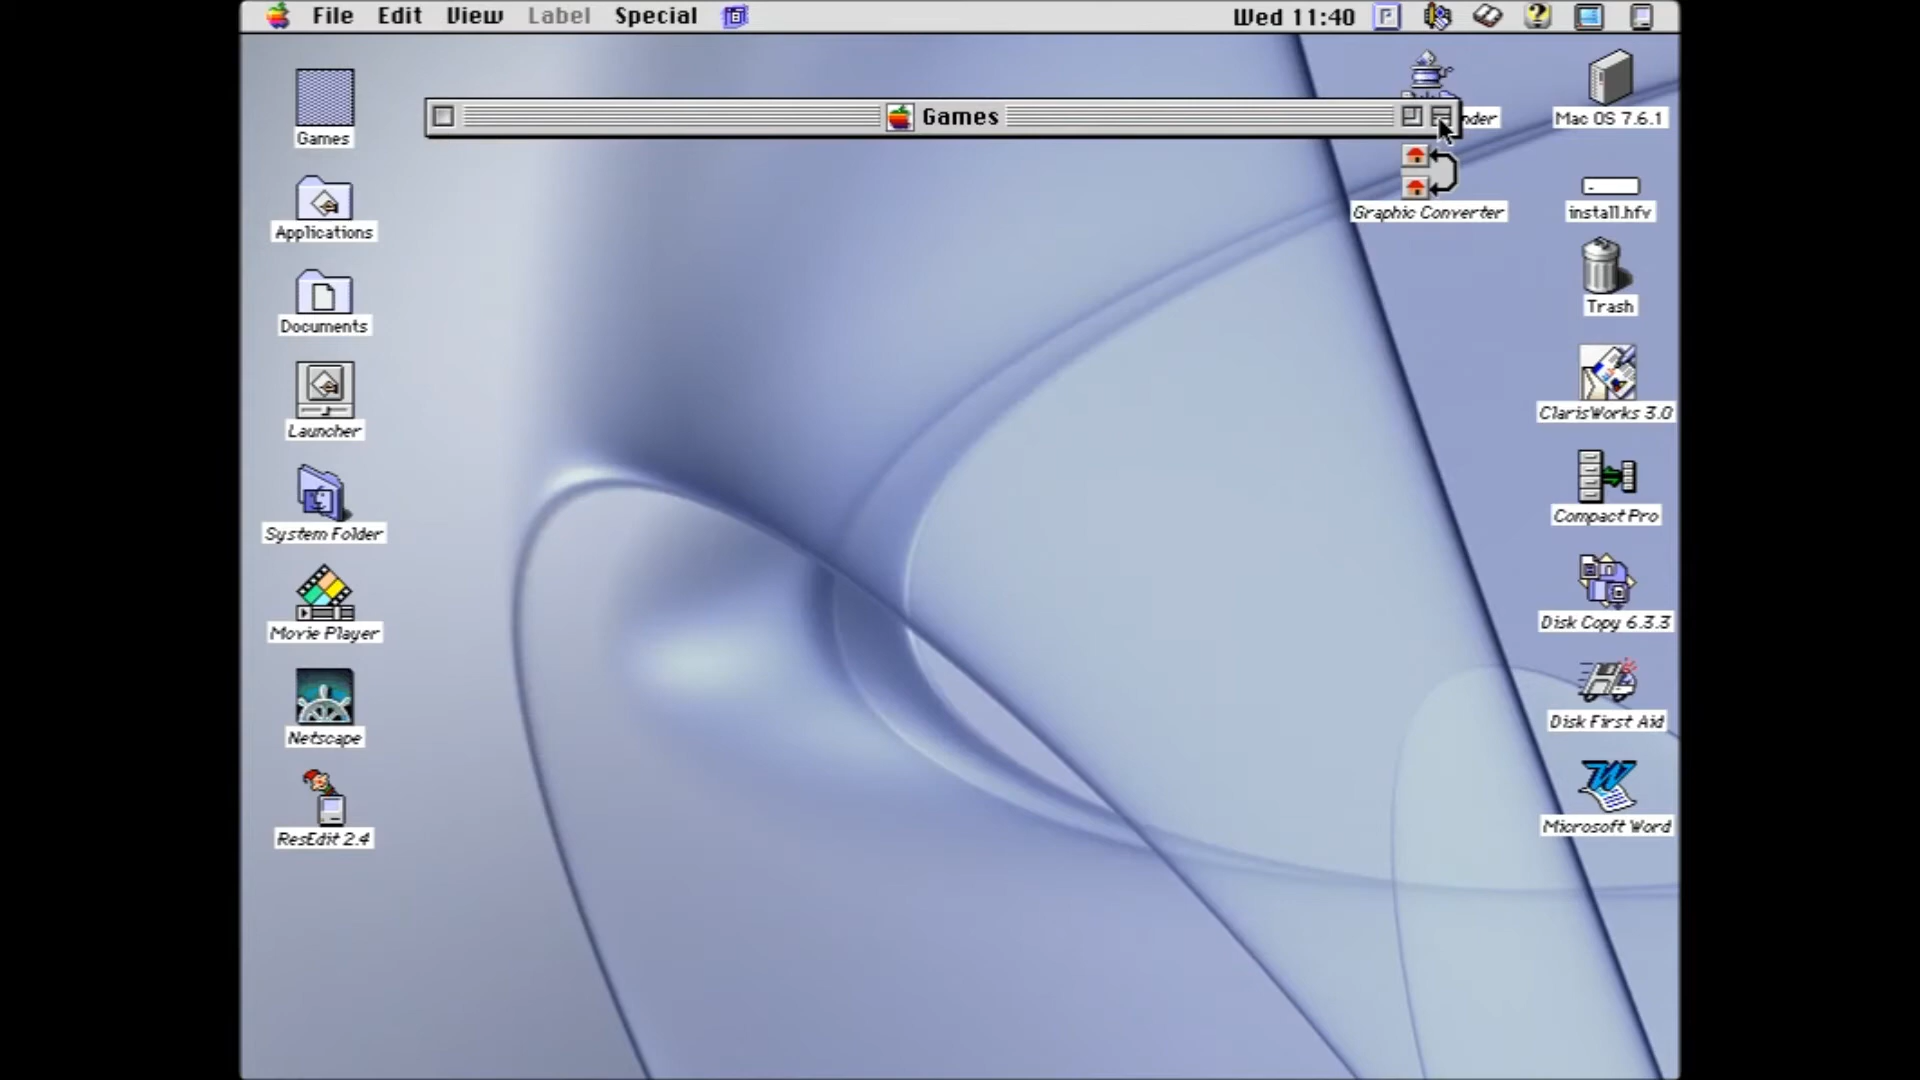 File Edit View Label Special Wed 11:40
Games
Games
Mac OS 7.6.1
Graphic Converter
install.hfv
Applications
Trash
Documents
ClarisWorks 3.0
Launcher
Compact Pro
System Folder
Disk Copy 6.3.3
Movie Player
Disk First Aid
Netscape
Microsoft Word
ResEdit 2.4